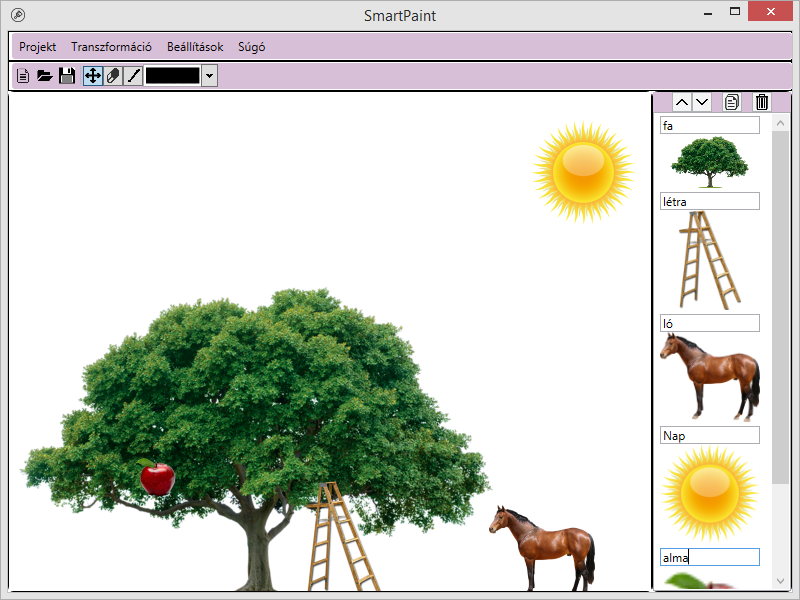 SmartPaint
Projekt Transzformáció Beállítások Súgó
fa
létra
ló
Nap
alma